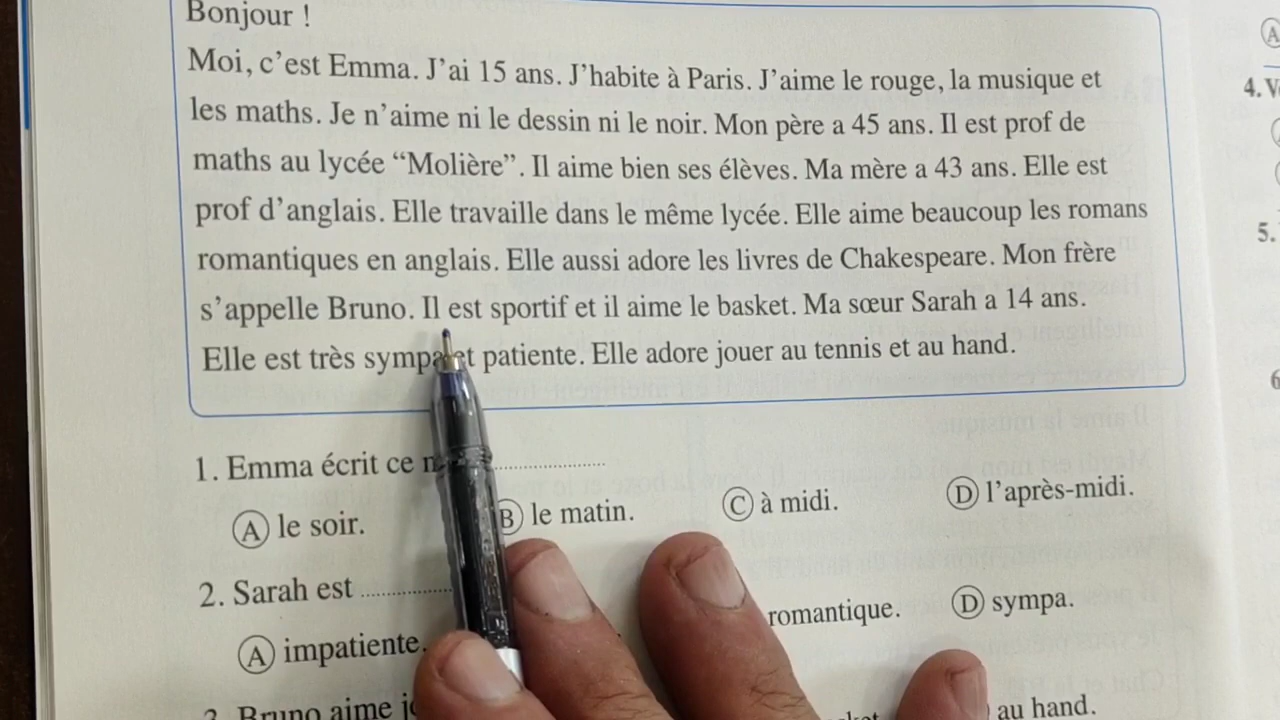 Bonjour !
Moi, c’est Emma. J’ai 15 ans. J’habite à Paris. J’aime le rouge, la musique et
les maths. Je n’aime ni le dessin ni le noir. Mon père a 45 ans. Il est prof de
maths au lycée “Molière”. Il aime bien ses élèves. Ma mère a 43 ans. Elle est
prof d’anglais. Elle travaille dans le même lycée. Elle aime beaucoup les romans
romantiques en anglais. Elle aussi adore les livres de Chakespeare. Mon frère
s’appelle Bruno. Il est sportif et il aime le basket. Ma sœur Sarah a 14 ans.
Elle est très sympa et patiente. Elle adore jouer au tennis et au hand.
1. Emma écrit ce ....................
A le soir. B le matin. C à midi. D l’après-midi.
2. Sarah est ....................
A impatiente. romantique. D sympa.
3. Bruno aime
au hand.
A
4.
5.
6